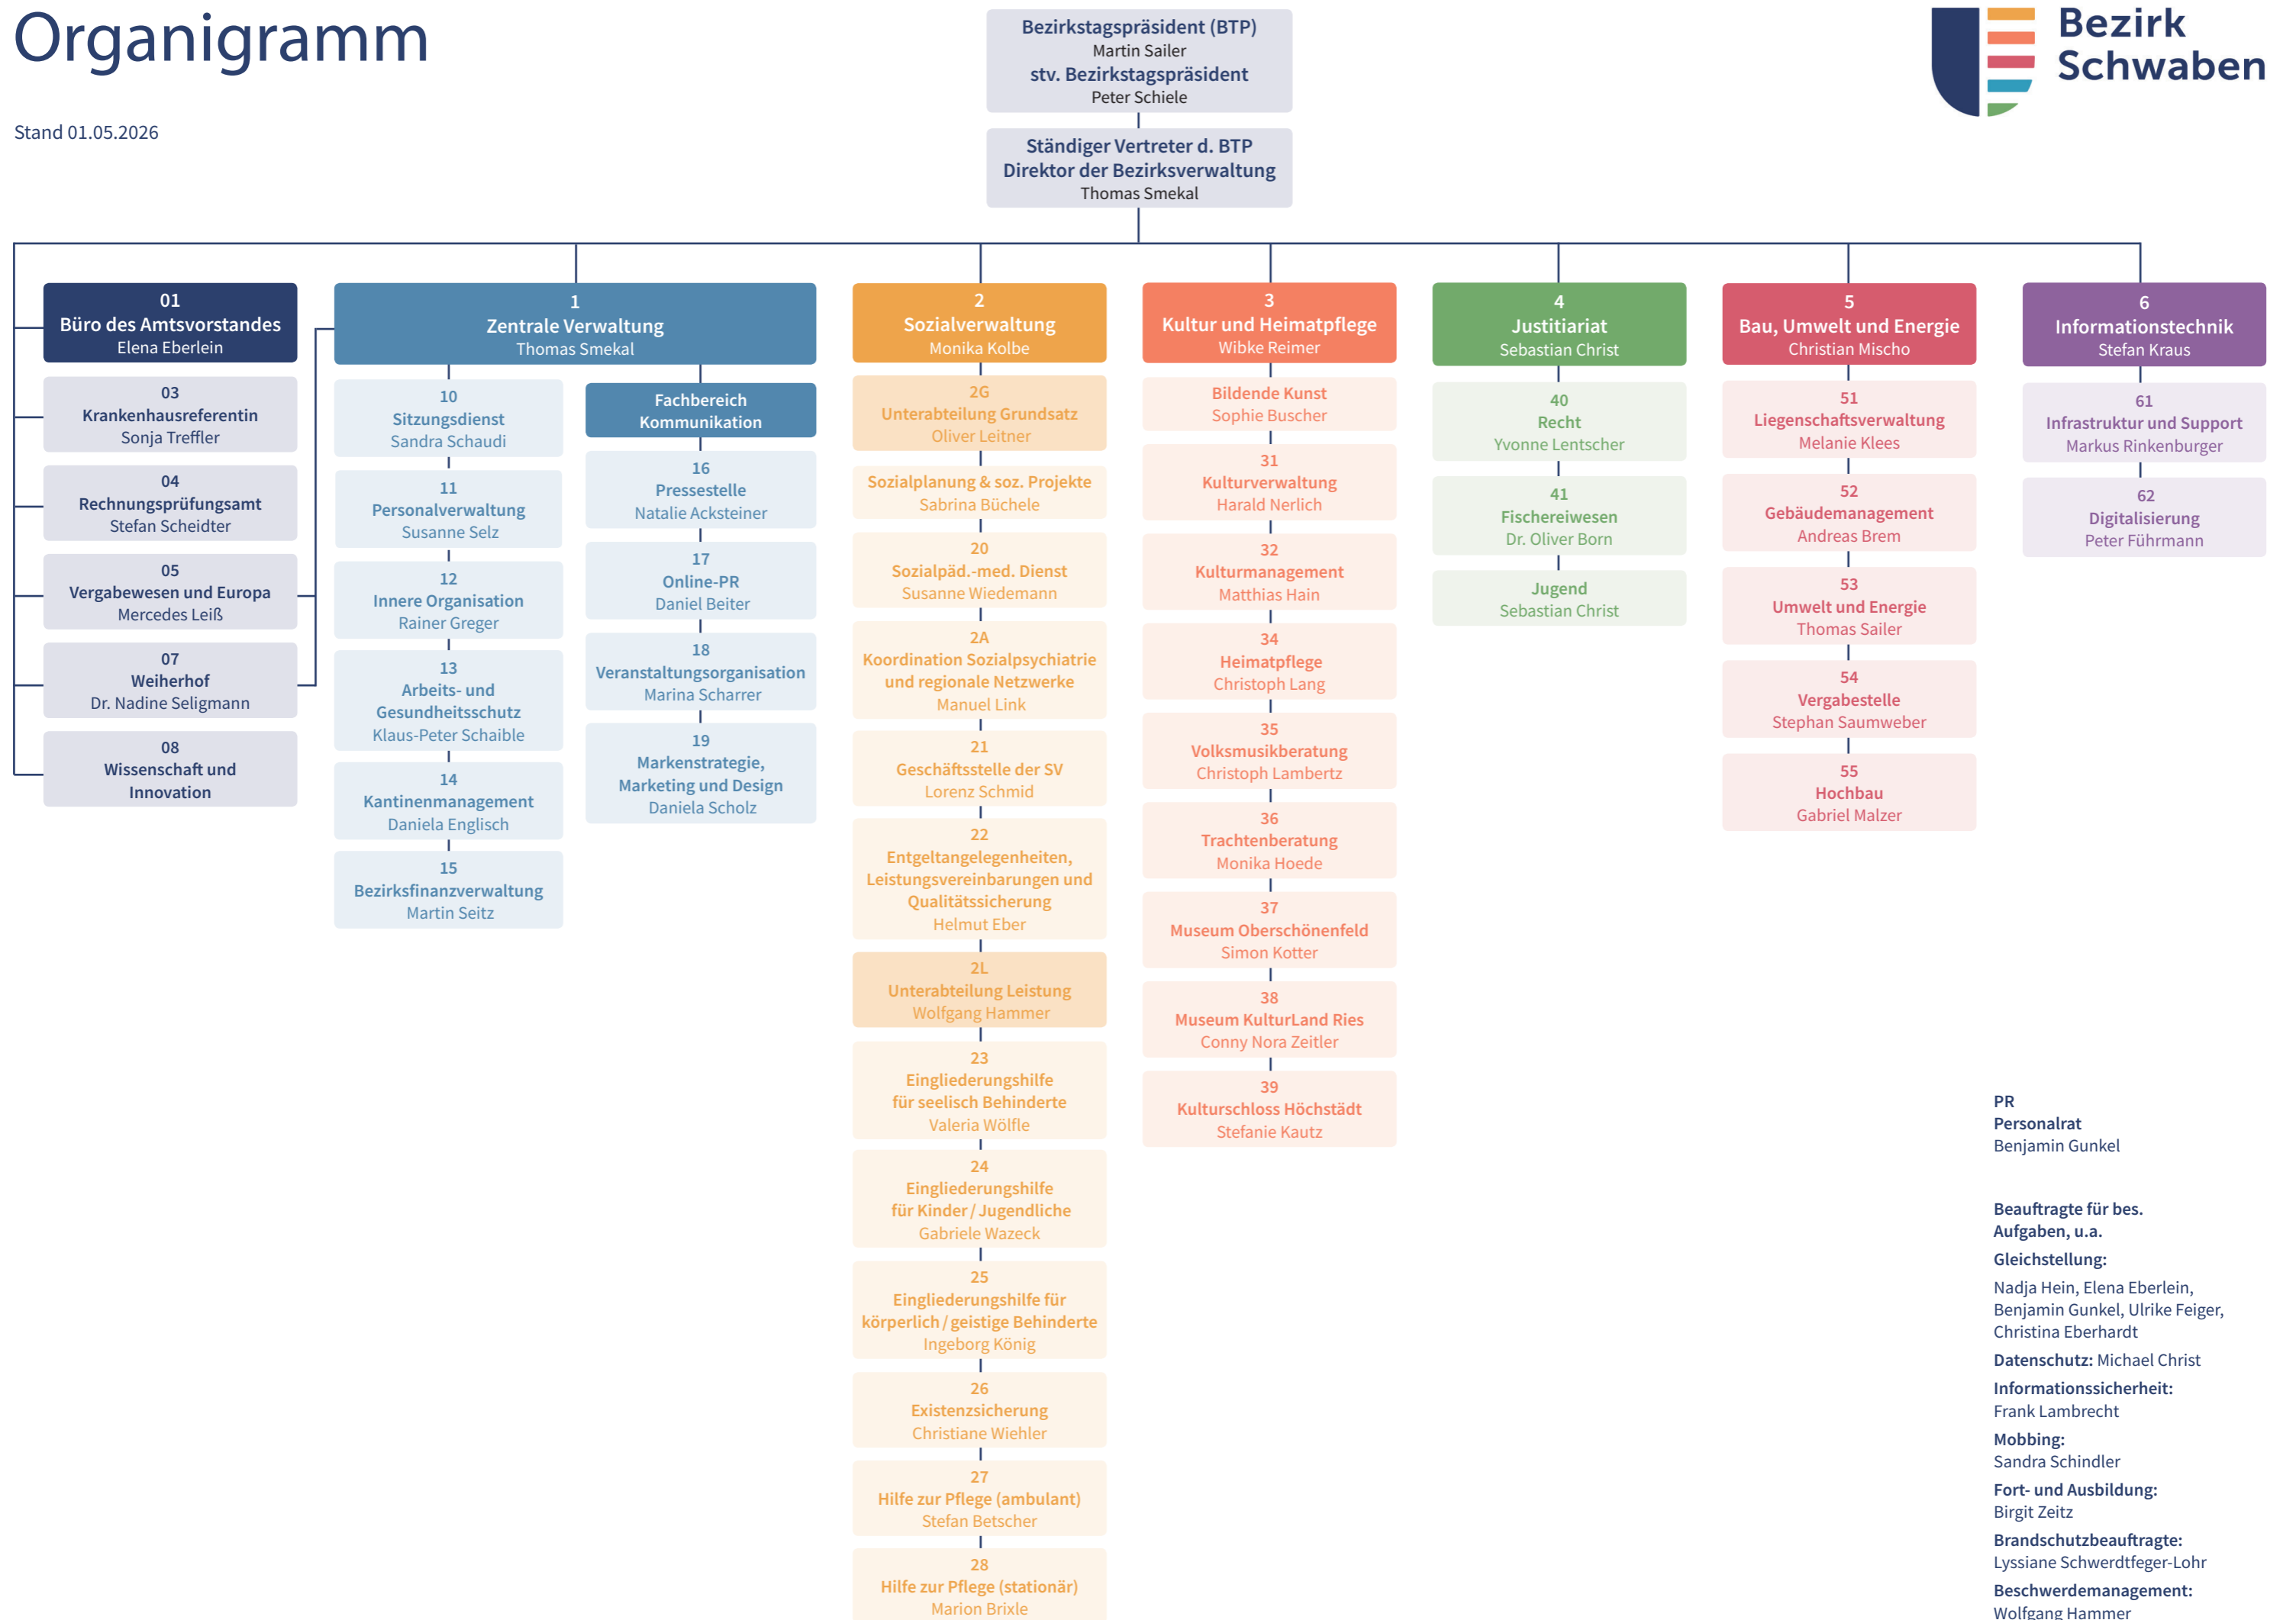 Organigramm
Stand 01.05.2026
Bezirkstagspräsident (BTP)
Martin Sailer
stv. Bezirkstagspräsident
Peter Schiele
Ständiger Vertreter d. BTP
Direktor der Bezirksverwaltung
Thomas Smekal
Bezirk
Schwaben
01
Büro des Amtsvorstandes
Elena Eberlein
03
Krankenhausreferentin
Sonja Treffler
04
Rechnungsprüfungsamt
Stefan Scheidter
05
Vergabewesen und Europa
Mercedes Leiß
07
Weiherhof
Dr. Nadine Seligmann
08
Wissenschaft und
Innovation
1
Zentrale Verwaltung
Thomas Smekal
10
Sitzungsdienst
Sandra Schaudi
11
Personalverwaltung
Susanne Selz
12
Innere Organisation
Rainer Greger
13
Arbeits- und
Gesundheitsschutz
Klaus-Peter Schaible
14
Kantinenmanagement
Daniela Englisch
15
Bezirksfinanzverwaltung
Martin Seitz
Fachbereich
Kommunikation
16
Pressestelle
Natalie Acksteiner
17
Online-PR
Daniel Beiter
18
Veranstaltungsorganisation
Marina Scharrer
19
Markenstrategie,
Marketing und Design
Daniela Scholz
2
Sozialverwaltung
Monika Kolbe
2G
Unterabteilung Grundsatz
Oliver Leitner
Sozialplanung & soz. Projekte
Sabrina Büchele
20
Sozialpäd.-med. Dienst
Susanne Wiedemann
2A
Koordination Sozialpsychiatrie
und regionale Netzwerke
Manuel Link
21
Geschäftsstelle der SV
Lorenz Schmid
22
Entgeltangelegenheiten,
Leistungsvereinbarungen und
Qualitätssicherung
Helmut Eber
2L
Unterabteilung Leistung
Wolfgang Hammer
23
Eingliederungshilfe
für seelisch Behinderte
Valeria Wölfle
24
Eingliederungshilfe
für Kinder / Jugendliche
Gabriele Wazeck
25
Eingliederungshilfe für
körperlich / geistige Behinderte
Ingeborg König
26
Existenzsicherung
Christiane Wiehler
27
Hilfe zur Pflege (ambulant)
Stefan Betscher
28
Hilfe zur Pflege (stationär)
Marion Brixle
3
Kultur und Heimatpflege
Wibke Reimer
Bildende Kunst
Sophie Buscher
31
Kulturverwaltung
Harald Nerlich
32
Kulturmanagement
Matthias Hain
34
Heimatpflege
Christoph Lang
35
Volksmusikberatung
Christoph Lambertz
36
Trachtenberatung
Monika Hoede
37
Museum Oberschönenfeld
Simon Kotter
38
Museum KulturLand Ries
Conny Nora Zeitler
39
Kulturschloss Höchstädt
Stefanie Kautz
4
Justitiariat
Sebastian Christ
40
Recht
Yvonne Lentscher
41
Fischereiwesen
Dr. Oliver Born
Jugend
Sebastian Christ
5
Bau, Umwelt und Energie
Christian Mischo
51
Liegenschaftsverwaltung
Melanie Klees
52
Gebäudemanagement
Andreas Brem
53
Umwelt und Energie
Thomas Sailer
54
Vergabestelle
Stephan Saumweber
55
Hochbau
Gabriel Malzer
6
Informationstechnik
Stefan Kraus
61
Infrastruktur und Support
Markus Rinkenburger
62
Digitalisierung
Peter Führmann
PR
Personalrat
Benjamin Gunkel
Beauftragte für bes.
Aufgaben, u.a.
Gleichstellung:
Nadja Hein, Elena Eberlein,
Benjamin Gunkel, Ulrike Feiger,
Christina Eberhardt
Datenschutz: Michael Christ
Informationssicherheit:
Frank Lambrecht
Mobbing:
Sandra Schindler
Fort- und Ausbildung:
Birgit Zeitz
Brandschutzbeauftragte:
Lyssiane Schwerdtfeger-Lohr
Beschwerdemanagement:
Wolfgang Hammer